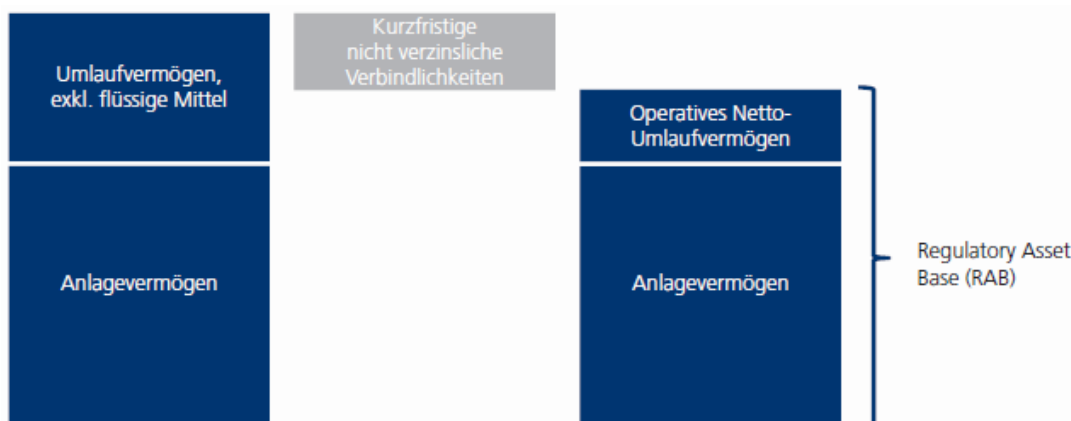 Umlaufvermögen,
exkl. flüssige Mittel
Kurzfristige
nicht verzinsliche
Verbindlichkeiten
Operatives Netto-
Umlaufvermögen
Anlagevermögen
Anlagevermögen
Regulatory Asset
Base (RAB)